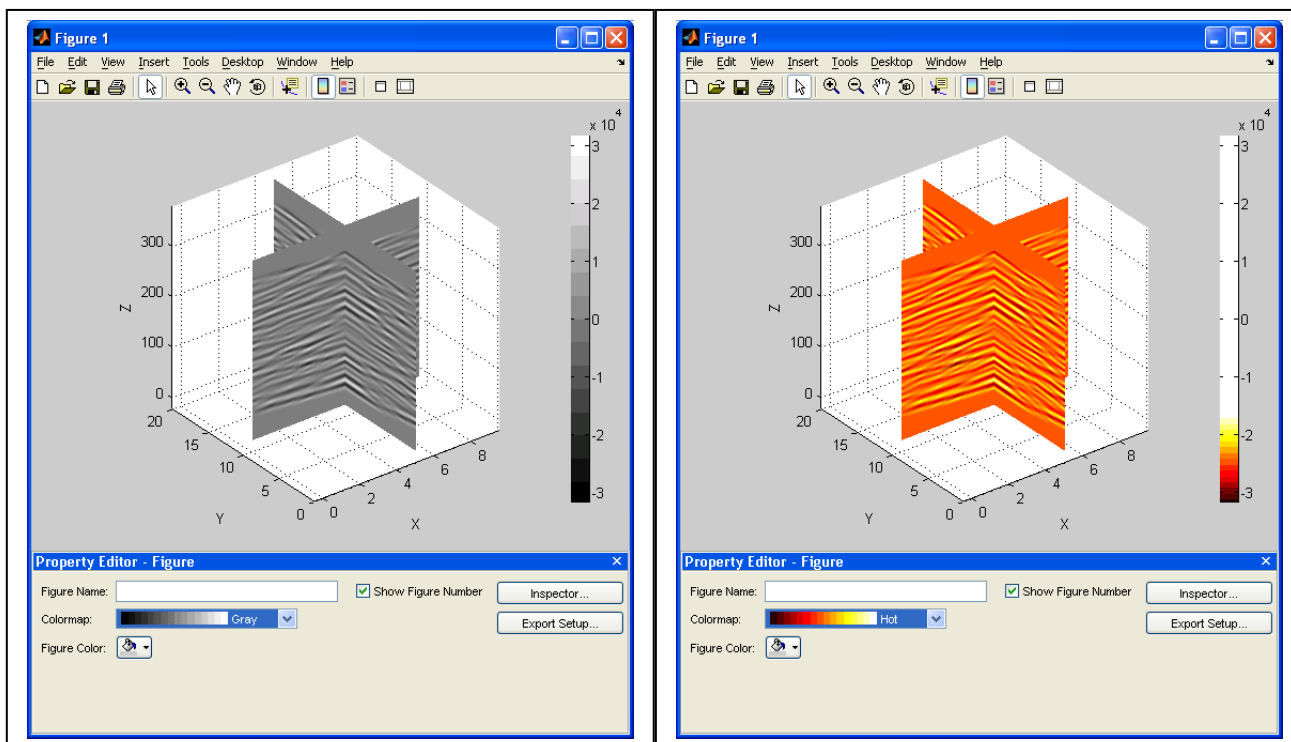 Figure 1
File Edit View Insert Tools Desktop Window Help
x 10^4
3
2
1
0
-1
-2
-3
300
200
100
0
Z
20
15
10
5
0
Y
0
2
4
6
8
X
Property Editor - Figure
Figure Name:
Show Figure Number
Inspector...
Colormap:
Gray
Export Setup...
Figure Color:
Figure 1
File Edit View Insert Tools Desktop Window Help
x 10^4
3
2
1
0
-1
-2
-3
300
200
100
0
Z
20
15
10
5
0
Y
0
2
4
6
8
X
Property Editor - Figure
Figure Name:
Show Figure Number
Inspector...
Colormap:
Hot
Export Setup...
Figure Color: